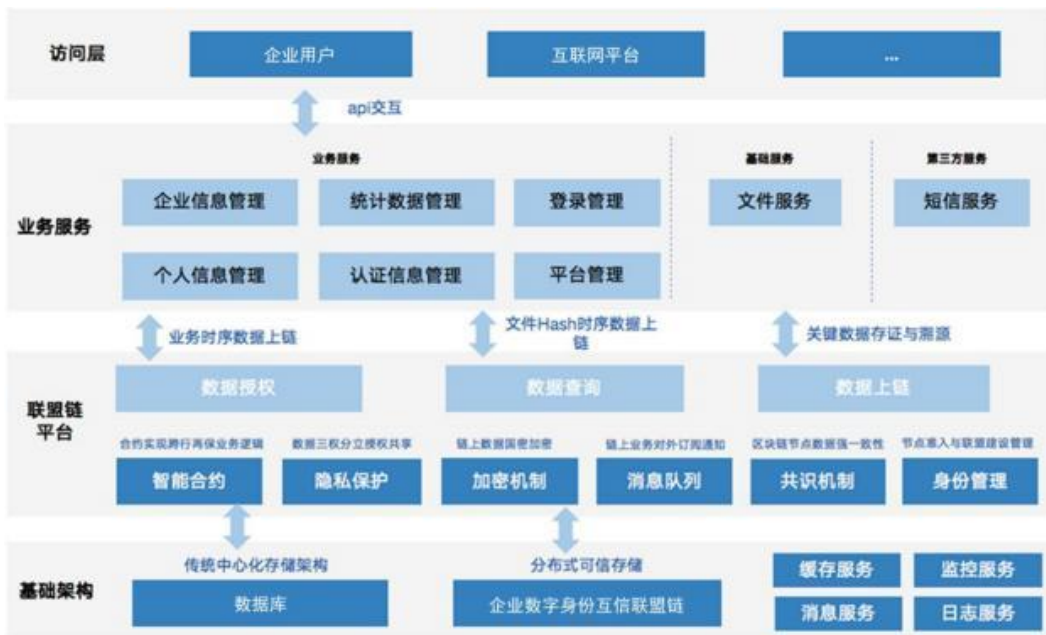 访问层
企业用户
互联网平台
...
api交互
业务服务
业务服务
基础服务
第三方服务
企业信息管理
统计数据管理
登录管理
文件服务
短信服务
个人信息管理
认证信息管理
平台管理
业务时序数据上链
文件Hash时序数据上
链
关键数据存证与溯源
联盟链
平台
数据授权
数据查询
数据上链
合约实现跨行再保业务逻辑
数据三权分立授权共享
链上数据国密加密
链上业务对外订阅通知
区块链节点数据强一致性
节点准入与联盟建设管理
智能合约
隐私保护
加密机制
消息队列
共识机制
身份管理
基础架构
传统中心化存储架构
分布式可信存储
数据库
企业数字身份互信联盟链
缓存服务
监控服务
消息服务
日志服务